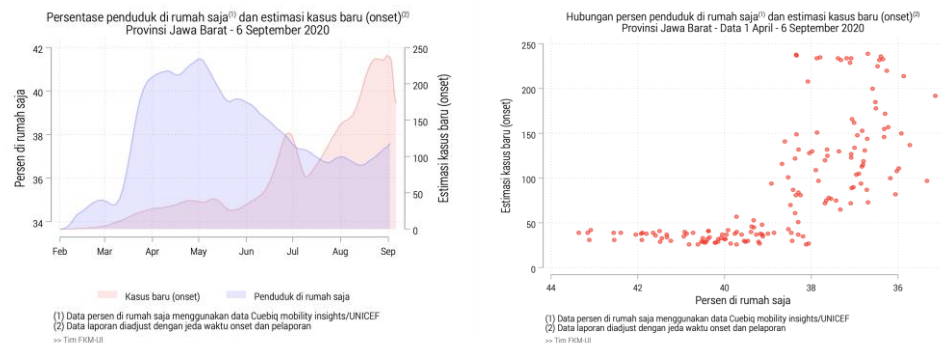 Persentase penduduk di rumah saja(1) dan estimasi kasus baru (onset)(2)
Provinsi Jawa Barat - 6 September 2020
42
40
38
36
34
Persen di rumah saja
250
200
150
100
50
0
Estimasi kasus baru (onset)
Feb Mar Apr May Jun Jul Aug Sep
Kasus baru (onset) Penduduk di rumah saja
(1) Data persen di rumah saja menggunakan data Cuebiq mobility insights/UNICEF
(2) Data laporan diadjust dengan jeda waktu onset dan pelaporan
>> Tim FKM-UI
Hubungan persen penduduk di rumah saja(1) dan estimasi kasus baru (onset)(2)
Provinsi Jawa Barat - Data 1 April - 6 September 2020
250
200
150
100
50
0
Estimasi kasus baru (onset)
44 42 40 38 36
Persen di rumah saja
(1) Data persen di rumah saja menggunakan data Cuebiq mobility insights/UNICEF
(2) Data laporan diadjust dengan jeda waktu onset dan pelaporan
>> Tim FKM-UI